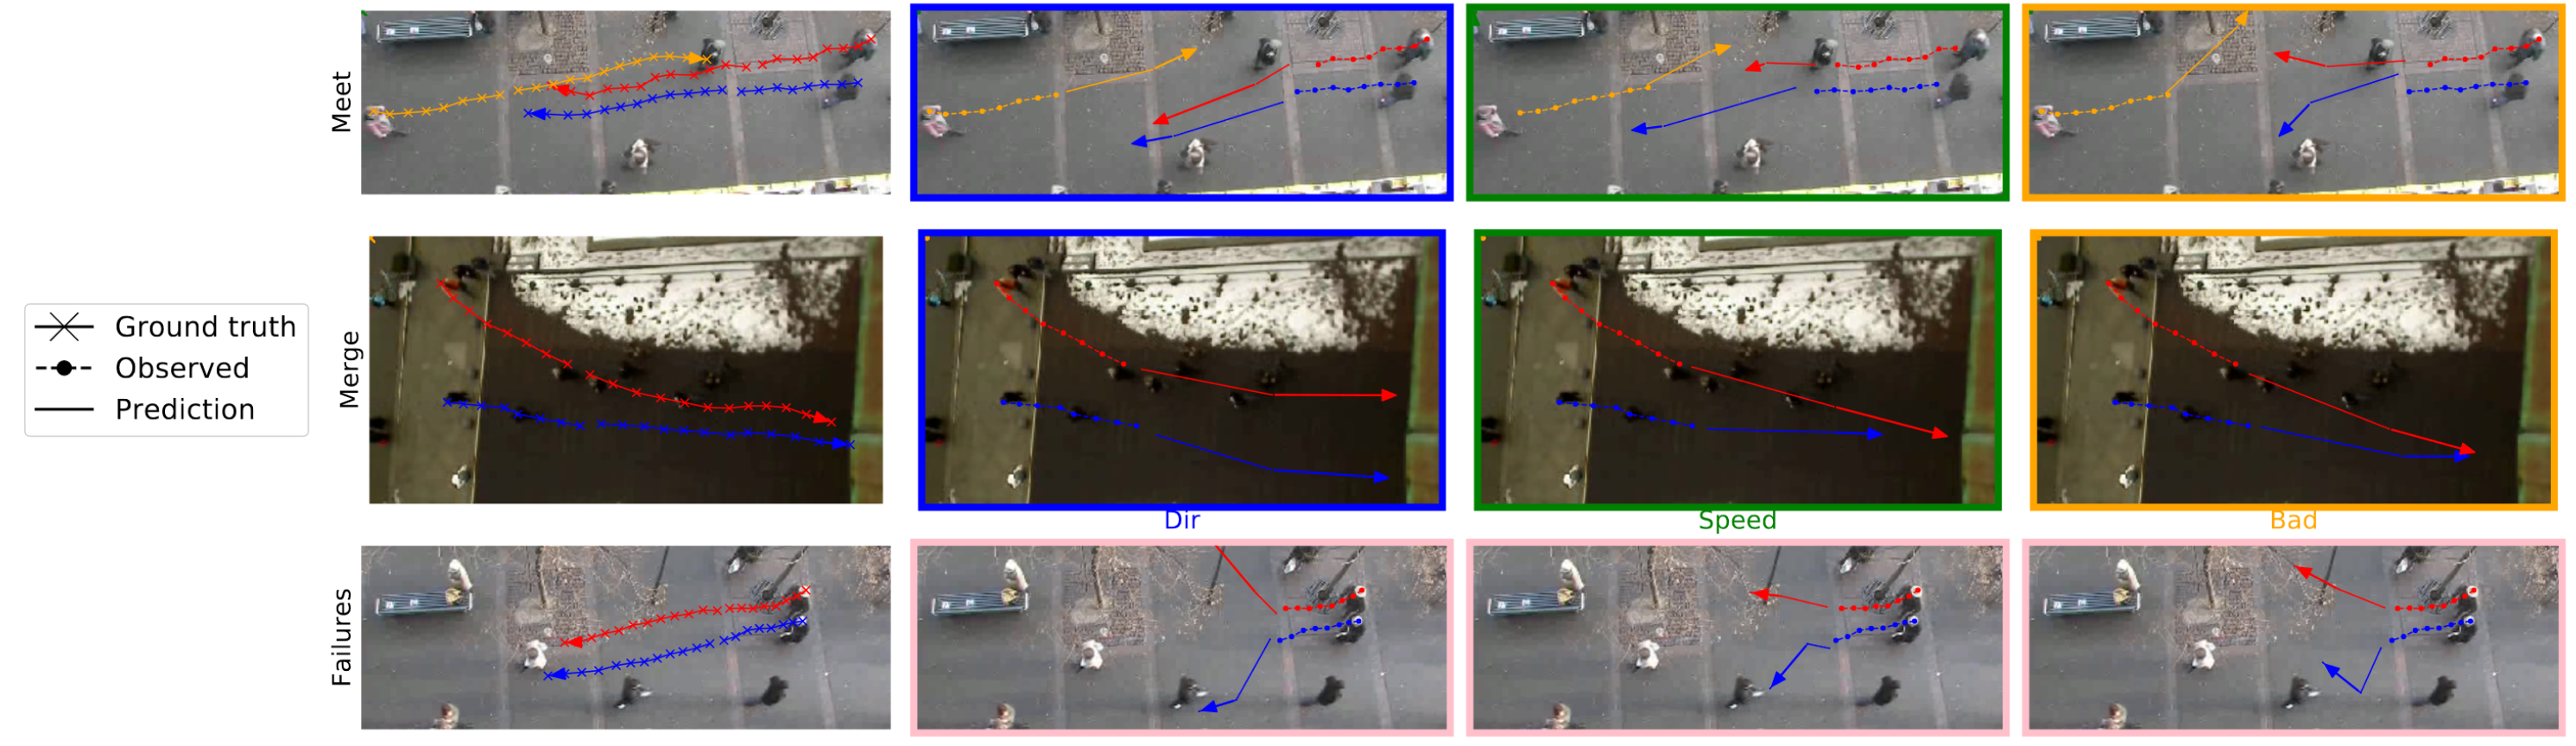 Meet
Merge
Ground truth
Observed
Prediction
Dir
Speed
Bad
Failures